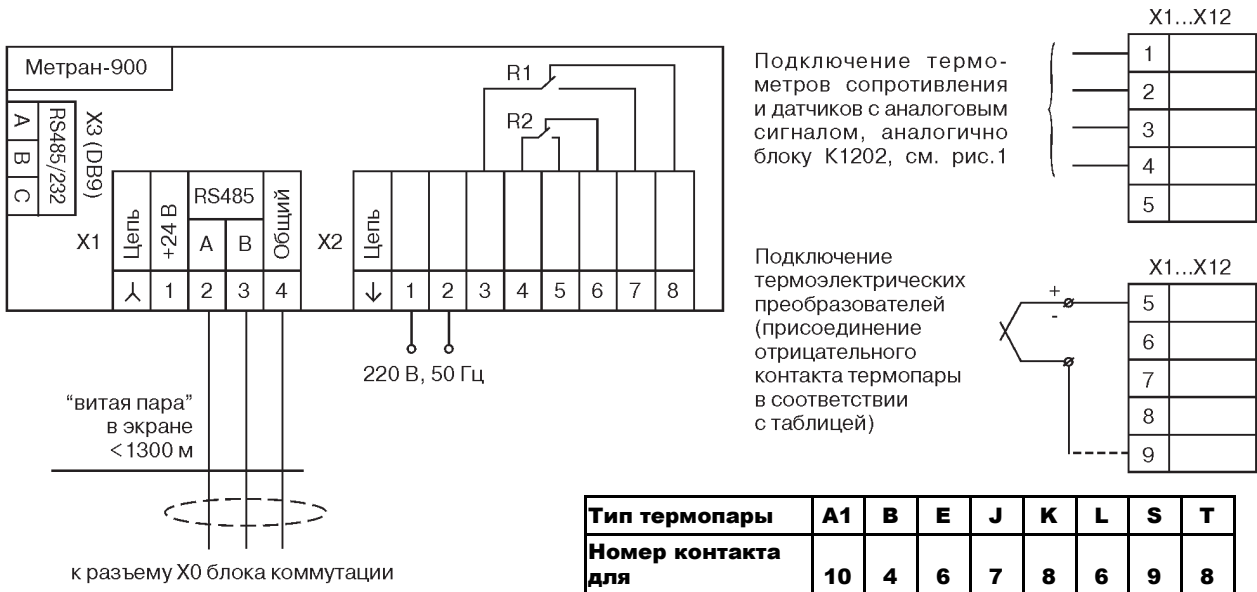 Метран-900
X3 (DB9)
RS485/232
A B C
X1
Цепь
+24 В
RS485
A B
Общий
1 2 3 4
X2
Цепь
R1
R2
1 2 3 4 5 6 7 8
220 В, 50 Гц
“витая пара”
в экране
<1300 м
к разъему X0 блока коммутации
Подключение термо-
метров сопротивления
и датчиков с аналоговым
сигналом, аналогично
блоку К1202, см. рис.1
X1...X12
1
2
3
4
5
Подключение
термоэлектрических
преобразователей
(присоединение
отрицательного
контакта термопары
в соответствии
с таблицей)
+
-
X1...X12
5
6
7
8
9
Тип термопары A1 B E J K L S T
Номер контакта
для 10 4 6 7 8 6 9 8